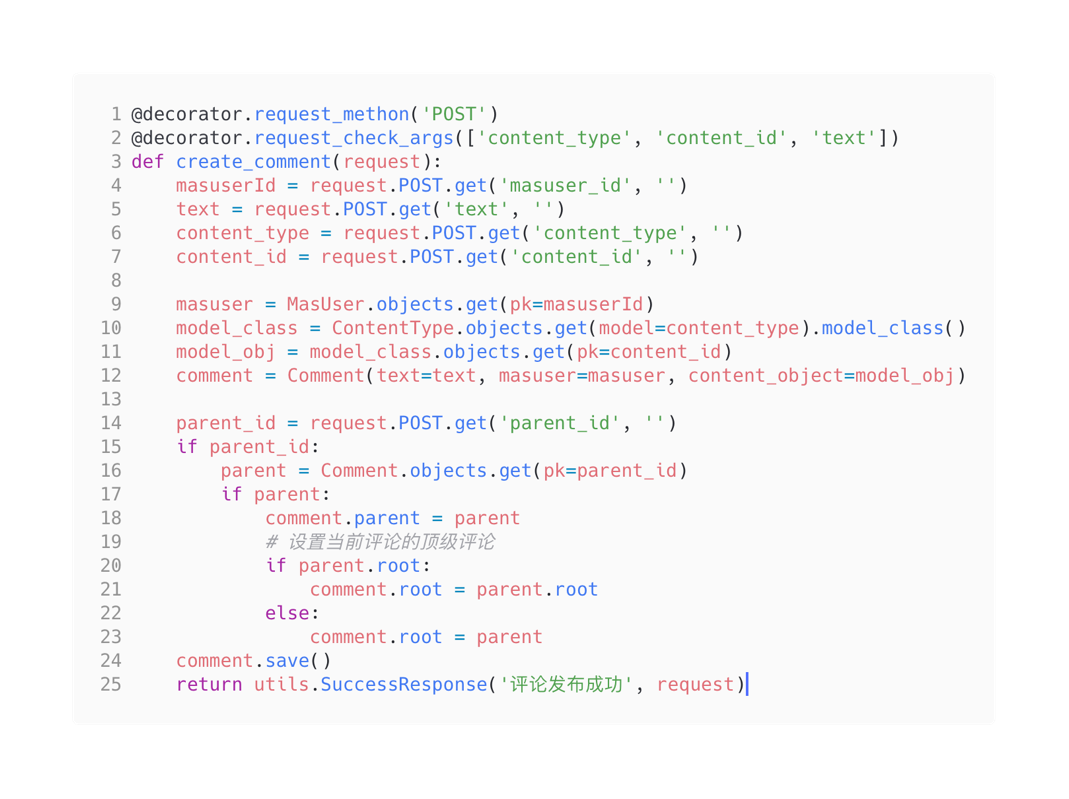 1 @decorator.request_methon('POST')
2 @decorator.request_check_args(['content_type', 'content_id', 'text'])
3 def create_comment(request):
4     masuserId = request.POST.get('masuser_id', '')
5     text = request.POST.get('text', '')
6     content_type = request.POST.get('content_type', '')
7     content_id = request.POST.get('content_id', '')
8
9     masuser = MasUser.objects.get(pk=masuserId)
10     model_class = ContentType.objects.get(model=content_type).model_class()
11     model_obj = model_class.objects.get(pk=content_id)
12     comment = Comment(text=text, masuser=masuser, content_object=model_obj)
13
14     parent_id = request.POST.get('parent_id', '')
15     if parent_id:
16         parent = Comment.objects.get(pk=parent_id)
17         if parent:
18             comment.parent = parent
19             # 设置当前评论的顶级评论
20             if parent.root:
21                 comment.root = parent.root
22             else:
23                 comment.root = parent
24     comment.save()
25     return utils.SuccessResponse('评论发布成功', request)